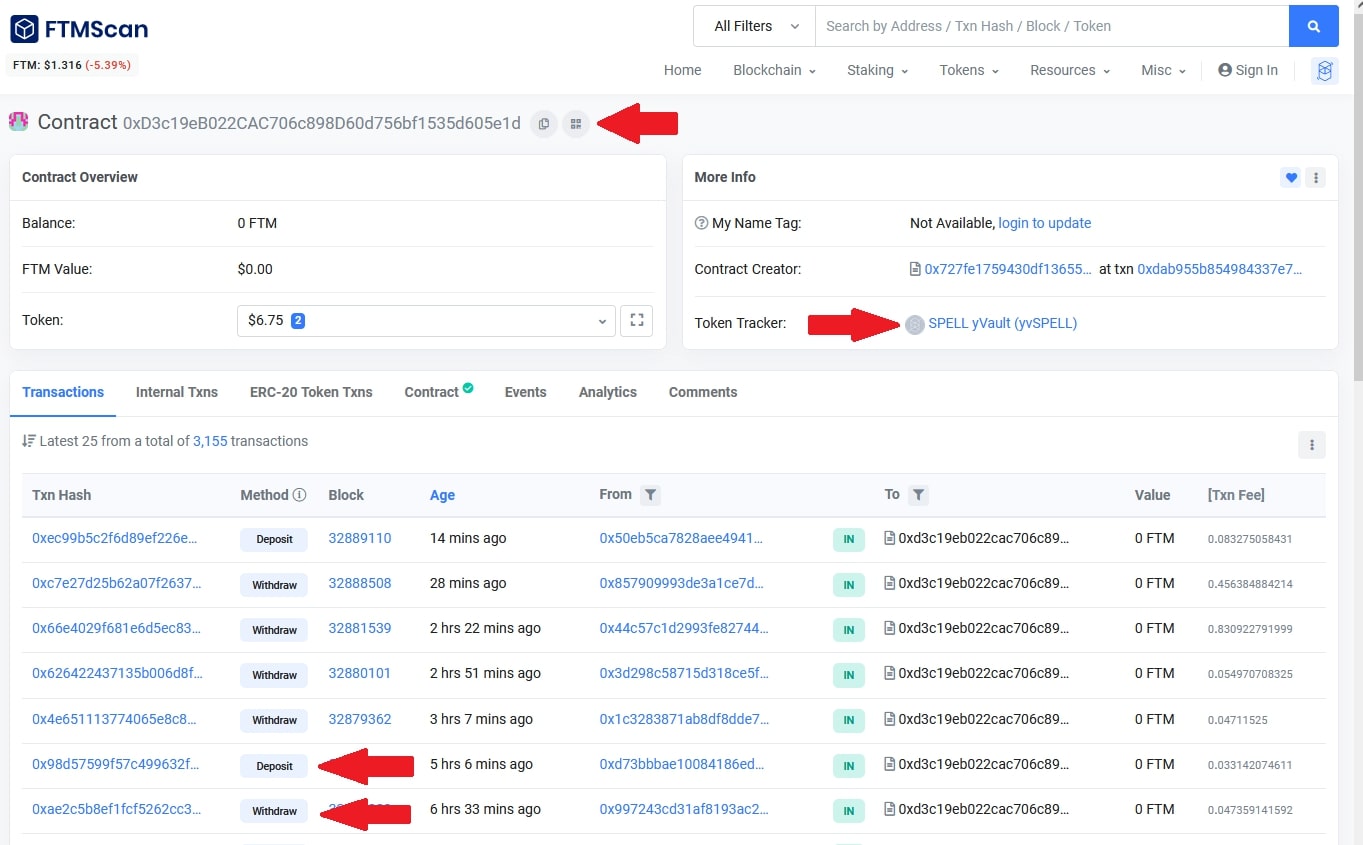 FTMScan
All Filters
Search by Address / Txn Hash / Block / Token
FTM: $1.316 (-5.39%)
Home Blockchain Staking Tokens Resources Misc Sign In
Contract 0xD3c19eB022CAC706c898D60d756bf1535d605e1d
Contract Overview
Balance: 0 FTM
FTM Value: $0.00
Token: $6.75 2
More Info
My Name Tag: Not Available, login to update
Contract Creator: 0x727fe1759430df13655... at txn 0xdab955b854984337e7...
Token Tracker: SPELL yVault (yvSPELL)
Transactions Internal Txns ERC-20 Token Txns Contract Events Analytics Comments
Latest 25 from a total of 3,155 transactions
Txn Hash Method Block Age From To Value [Txn Fee]
0xec99b5c2f6d89ef226e... Deposit 32889110 14 mins ago 0x50eb5ca7828aee4941... IN 0xd3c19eb022cac706c89... 0 FTM 0.083275058431
0xc7e27d25b62a07f2637... Withdraw 32888508 28 mins ago 0x857909993de3a1ce7d... IN 0xd3c19eb022cac706c89... 0 FTM 0.456384884214
0x66e4029f681e6d5ec83... Withdraw 32881539 2 hrs 22 mins ago 0x44c57c1d2993fe82744... IN 0xd3c19eb022cac706c89... 0 FTM 0.830922791999
0x626422437135b006d8f... Withdraw 32880101 2 hrs 51 mins ago 0x3d298c58715d318ce5f... IN 0xd3c19eb022cac706c89... 0 FTM 0.054970708325
0x4e651113774065e8c8... Withdraw 32879362 3 hrs 7 mins ago 0x1c3283871ab8df8dde7... IN 0xd3c19eb022cac706c89... 0 FTM 0.04711525
0x98d57599f57c499632f... Deposit 5 hrs 6 mins ago 0xd73bbbae10084186ed... IN 0xd3c19eb022cac706c89... 0 FTM 0.033142074611
0xae2c5b8ef1fcf5262cc3... Withdraw 6 hrs 33 mins ago 0x997243cd31af8193ac2... IN 0xd3c19eb022cac706c89... 0 FTM 0.047359141592